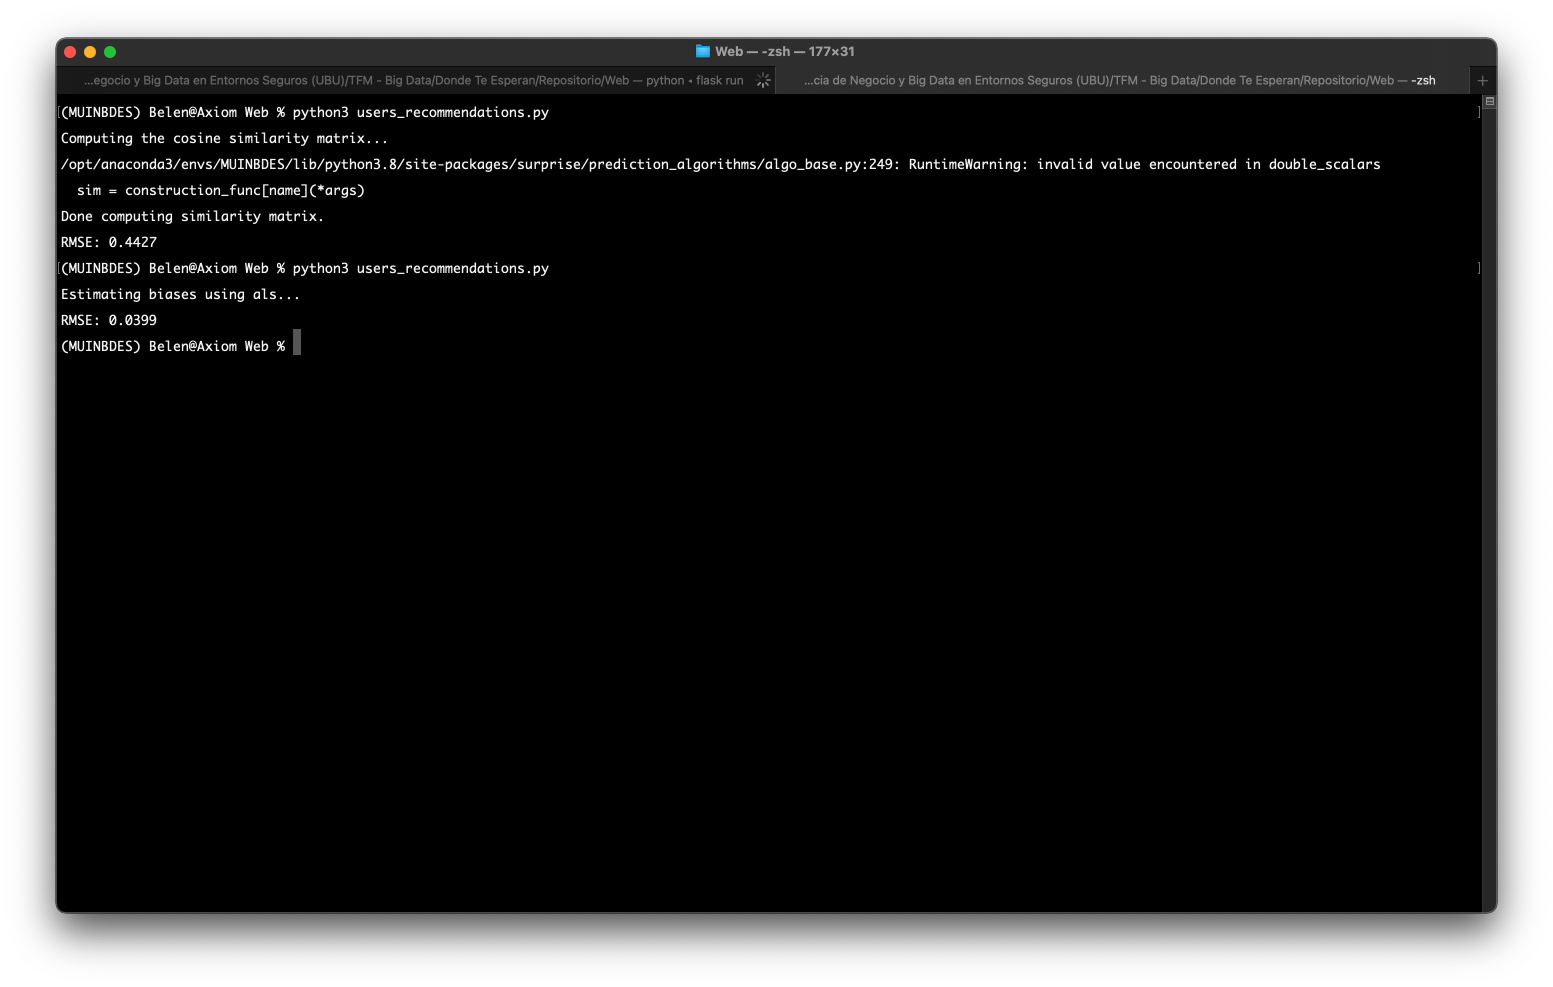 Web — -zsh — 177×31
...egocio y Big Data en Entornos Seguros (UBU)/TFM - Big Data/Donde Te Esperan/Repositorio/Web — python ◂ flask run
...cia de Negocio y Big Data en Entornos Seguros (UBU)/TFM - Big Data/Donde Te Esperan/Repositorio/Web — -zsh
[(MUINBDES) Belen@Axiom Web % python3 users_recommendations.py ]
Computing the cosine similarity matrix...
/opt/anaconda3/envs/MUINBDES/lib/python3.8/site-packages/surprise/prediction_algorithms/algo_base.py:249: RuntimeWarning: invalid value encountered in double_scalars
  sim = construction_func[name](*args)
Done computing similarity matrix.
RMSE: 0.4427
[(MUINBDES) Belen@Axiom Web % python3 users_recommendations.py ]
Estimating biases using als...
RMSE: 0.0399
(MUINBDES) Belen@Axiom Web %